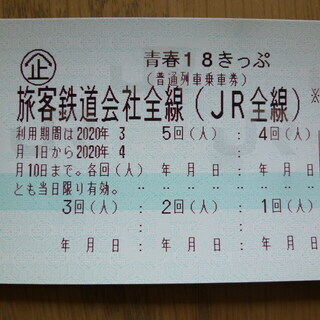 企 青春18きっぷ
(普通列車乗車券)
旅客鉄道会社全線(JR全線)※
利用期間は2020年 3 5回(人) : 4回(人)
月 1日から2020年 4 :
月10日まで。各回(人) 年 月 日 : 年 月 日
とも当日限り有効。
3回(人) : 2回(人) : 1回(人)
年 月 日 : 年 月 日 : 年 月 日